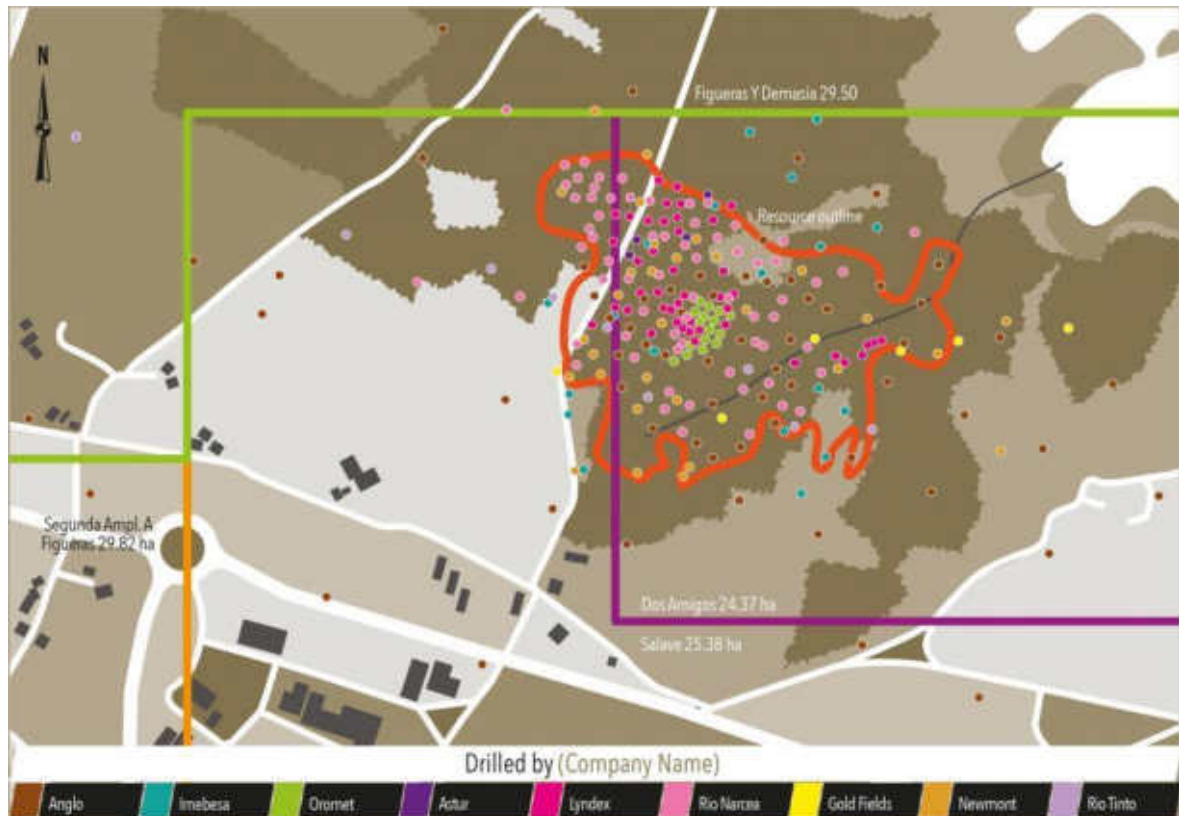 N
Figueras Y Demasía 29.50
Resource outline
Segunda Ampl. A
Figueras 29.82 ha
Dos Amigos 24.37 ha
Salave 25.38 ha
Drilled by (Company Name)
Anglo
Imebesa
Oromet
Astur
Lyndex
Rio Narcea
Gold Fields
Newmont
Rio Tinto